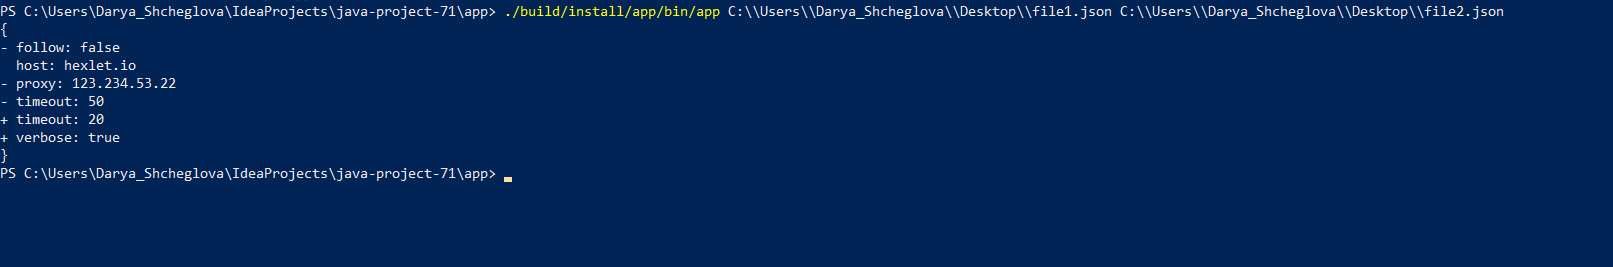 PS C:\Users\Darya_Shcheglova\IdeaProjects\java-project-71\app> ./build/install/app/bin/app C:\\Users\\Darya_Shcheglova\\Desktop\\file1.json C:\\Users\\Darya_Shcheglova\\Desktop\\file2.json
{
- follow: false
  host: hexlet.io
- proxy: 123.234.53.22
- timeout: 50
+ timeout: 20
+ verbose: true
}
PS C:\Users\Darya_Shcheglova\IdeaProjects\java-project-71\app>